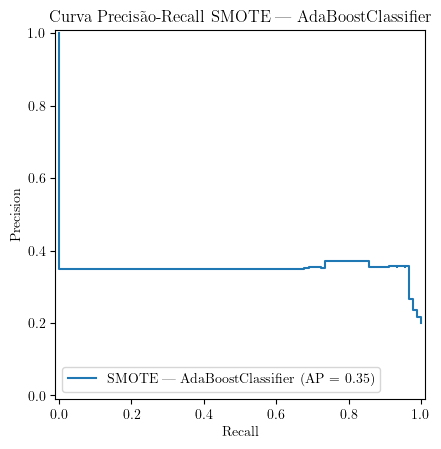 Curva Precisão-Recall SMOTE — AdaBoostClassifier
1.0
0.8
0.6
0.4
0.2
0.0
Precision
SMOTE — AdaBoostClassifier (AP = 0.35)
0.0 0.2 0.4 0.6 0.8 1.0
Recall